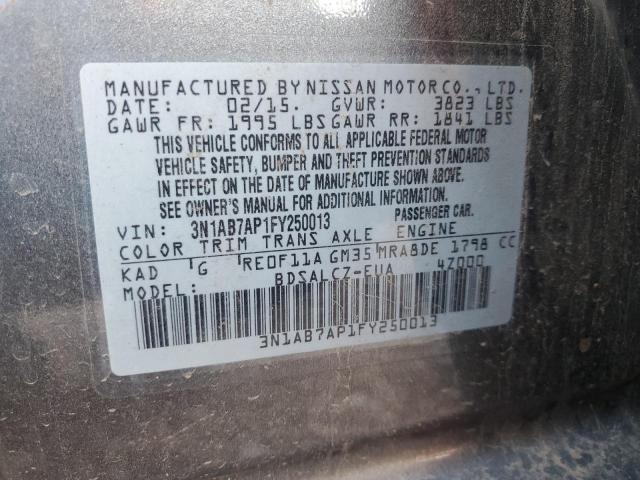 MANUFACTURED BY NISSAN MOTOR CO., LTD.
DATE: 02/15. GVWR: 3823 LBS
GAWR FR: 1995 LBS GAWR RR: 1841 LBS
THIS VEHICLE CONFORMS TO ALL APPLICABLE FEDERAL MOTOR
VEHICLE SAFETY, BUMPER AND THEFT PREVENTION STANDARDS
IN EFFECT ON THE DATE OF MANUFACTURE SHOWN ABOVE.
SEE OWNER'S MANUAL FOR ADDITIONAL INFORMATION.
VIN: 3N1AB7AP1FY250013 PASSENGER CAR.
COLOR TRIM TRANS AXLE ENGINE
KAD G RE0F11A GM35 MRA8DE 1798 CC
MODEL: BDSALCZ-EUA 4Z000
3N1AB7AP1FY250013